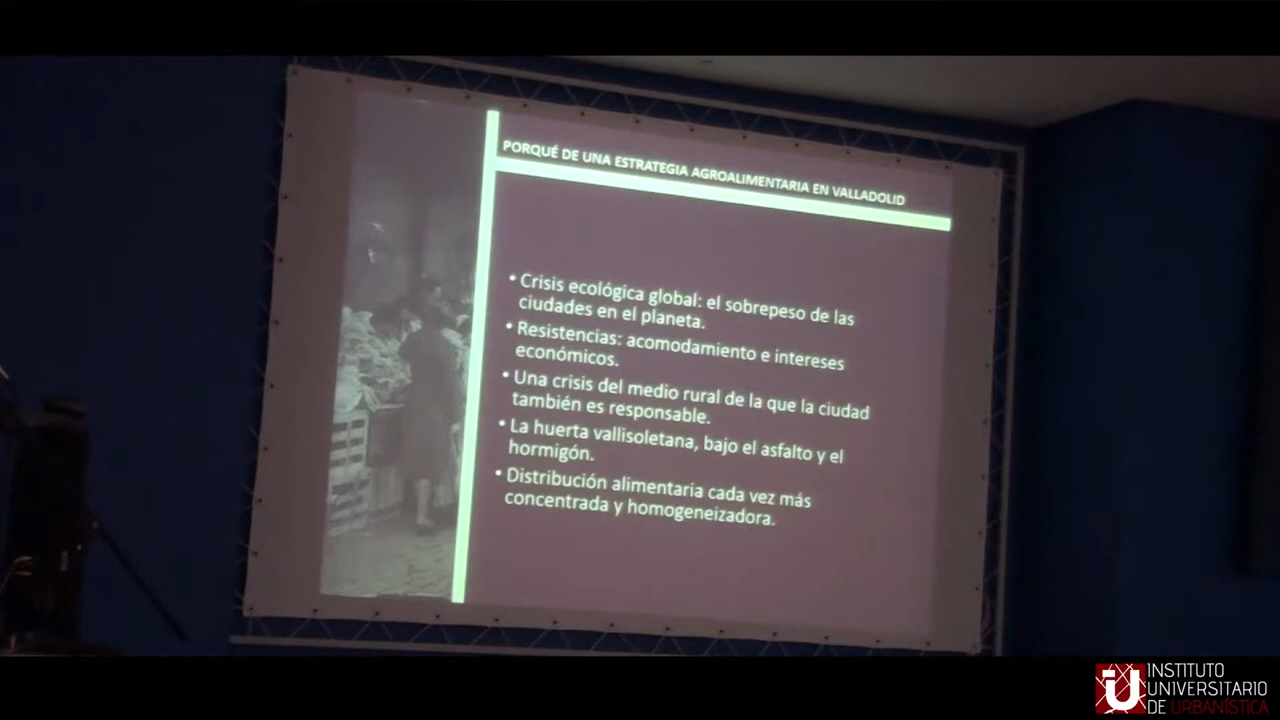 PORQUÉ DE UNA ESTRATEGIA AGROALIMENTARIA EN VALLADOLID
• Crisis ecológica global: el sobrepeso de las
ciudades en el planeta.
• Resistencias: acomodamiento e intereses
económicos.
• Una crisis del medio rural de la que la ciudad
también es responsable.
• La huerta vallisoletana, bajo el asfalto y el
hormigón.
• Distribución alimentaria cada vez más
concentrada y homogeneizadora.
IU
INSTITUTO
UNIVERSITARIO
DE URBANÍSTICA